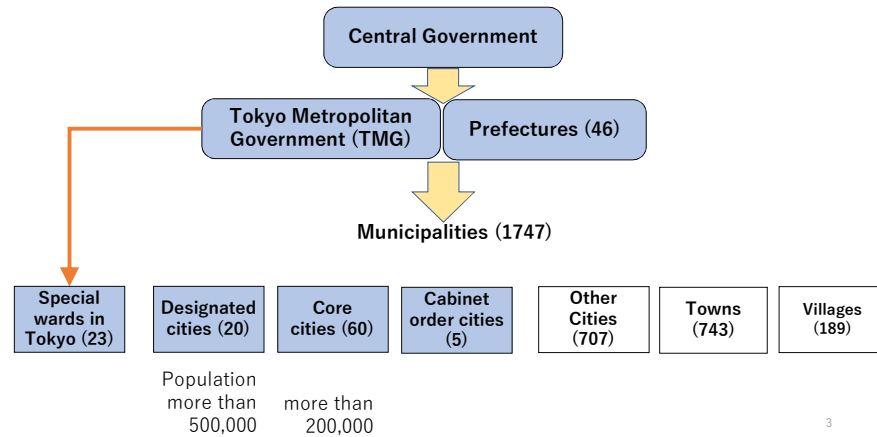 Central Government
Tokyo Metropolitan
Government (TMG)
Prefectures (46)
Municipalities (1747)
Special
wards in
Tokyo (23)
Designated
cities (20)
Core
cities (60)
Cabinet
order cities
(5)
Other
Cities
(707)
Towns
(743)
Villages
(189)
Population
more than
500,000
more than
200,000
3